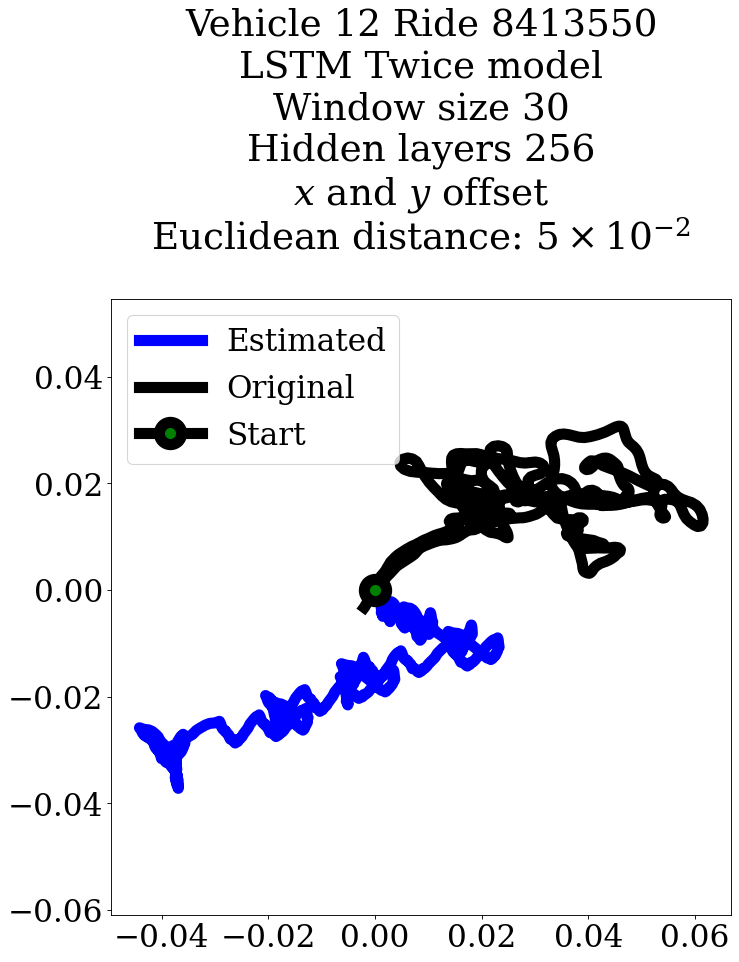 Vehicle 12 Ride 8413550
LSTM Twice model
Window size 30
Hidden layers 256
x and y offset
Euclidean distance: 5 × 10⁻²
Estimated
Original
Start
0.04
0.02
0.00
−0.02
−0.04
−0.06
−0.04 −0.02 0.00 0.02 0.04 0.06